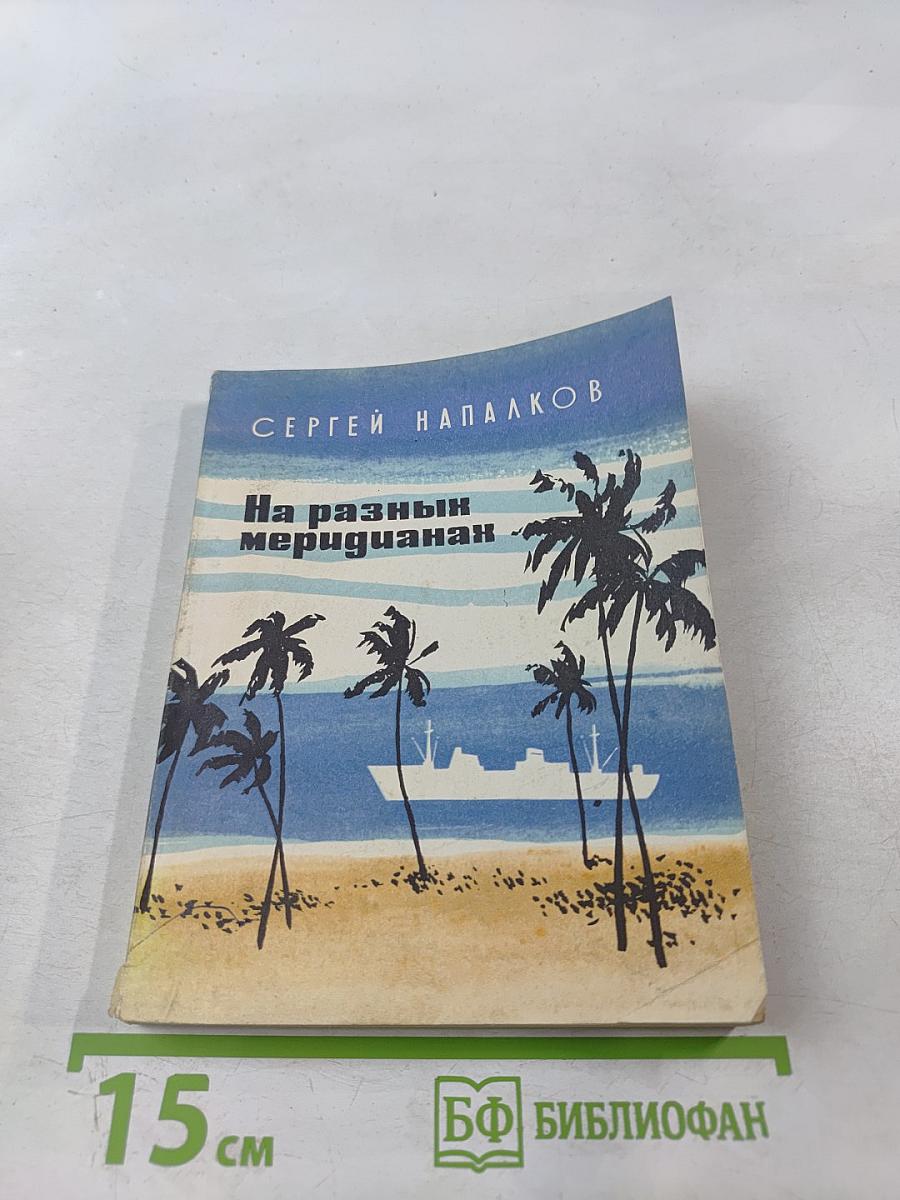 СЕРГЕЙ НАПАЛКОВ
На разных
меридианах
15 см
БФ БИБЛИОФАН